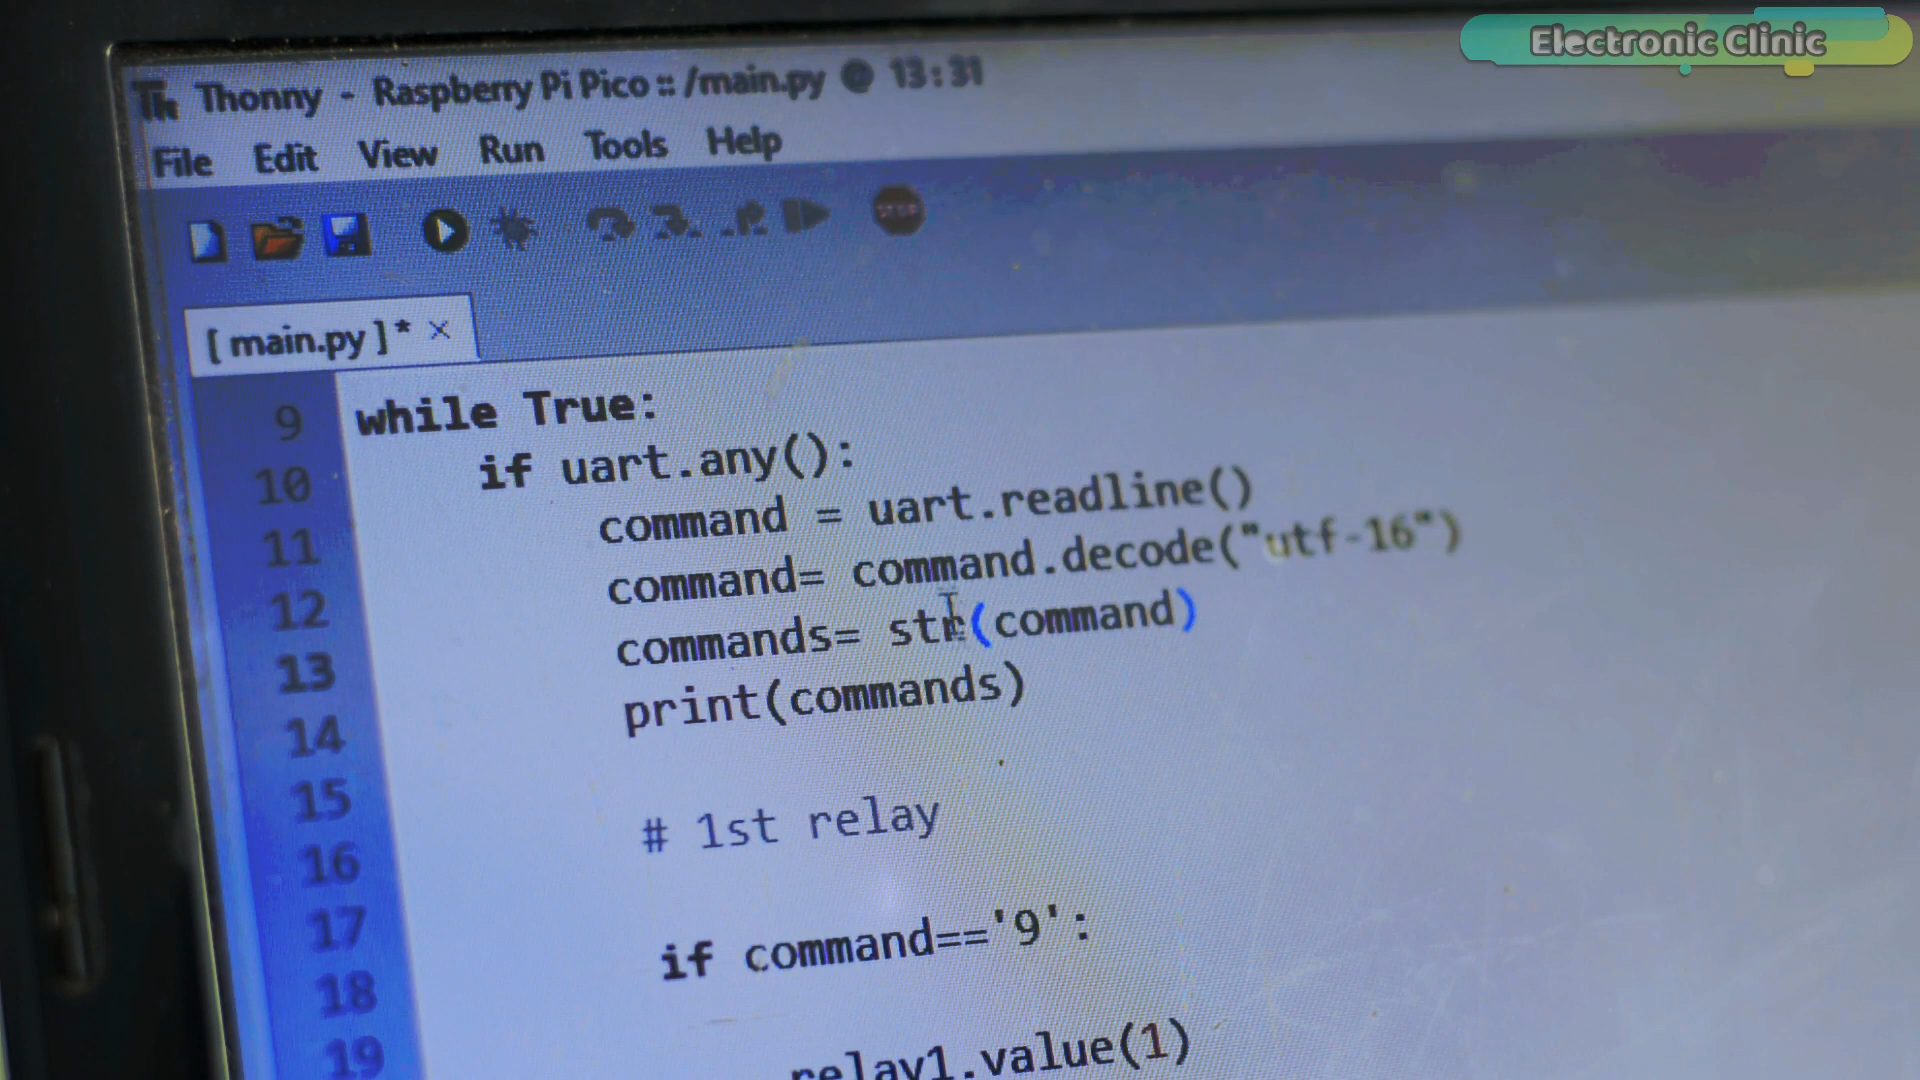 Electronic Clinic
Th Thonny - Raspberry Pi Pico :: /main.py @ 13:31
File Edit View Run Tools Help
STOP
[ main.py ] * ×
9 while True:
10 if uart.any():
11 command = uart.readline()
12 command= command.decode("utf-16")
13 commands= str(command)
14 print(commands)
15
16 # 1st relay
17
18 if command=='9':
19
relay1.value(1)